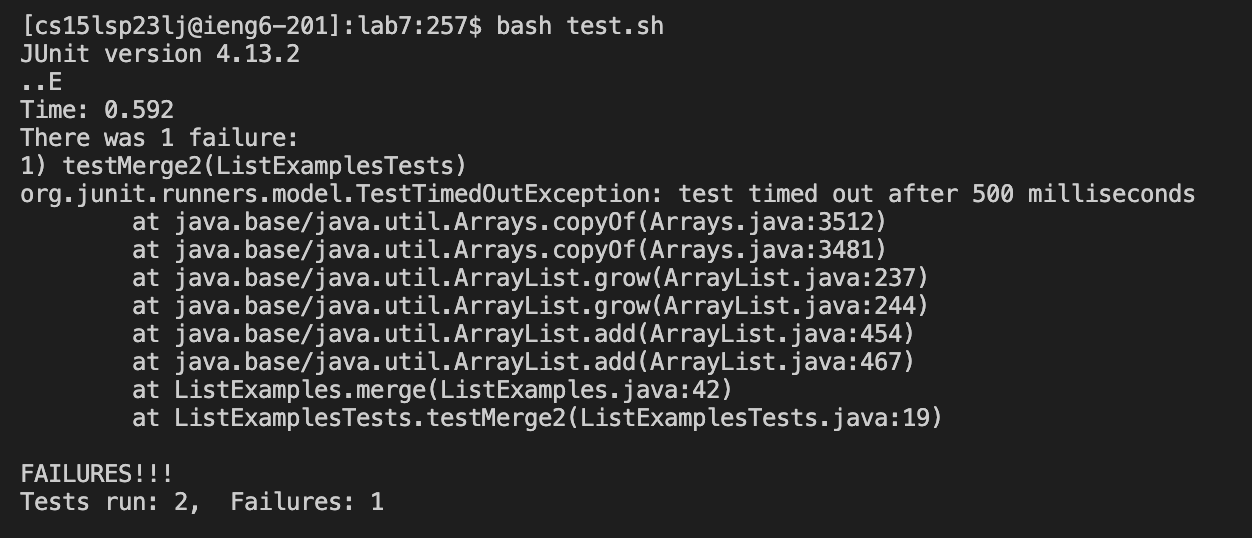 [cs15lsp23lj@ieng6-201]:lab7:257$ bash test.sh
JUnit version 4.13.2
..E
Time: 0.592
There was 1 failure:
1) testMerge2(ListExamplesTests)
org.junit.runners.model.TestTimedOutException: test timed out after 500 milliseconds
        at java.base/java.util.Arrays.copyOf(Arrays.java:3512)
        at java.base/java.util.Arrays.copyOf(Arrays.java:3481)
        at java.base/java.util.ArrayList.grow(ArrayList.java:237)
        at java.base/java.util.ArrayList.grow(ArrayList.java:244)
        at java.base/java.util.ArrayList.add(ArrayList.java:454)
        at java.base/java.util.ArrayList.add(ArrayList.java:467)
        at ListExamples.merge(ListExamples.java:42)
        at ListExamplesTests.testMerge2(ListExamplesTests.java:19)

FAILURES!!!
Tests run: 2,  Failures: 1